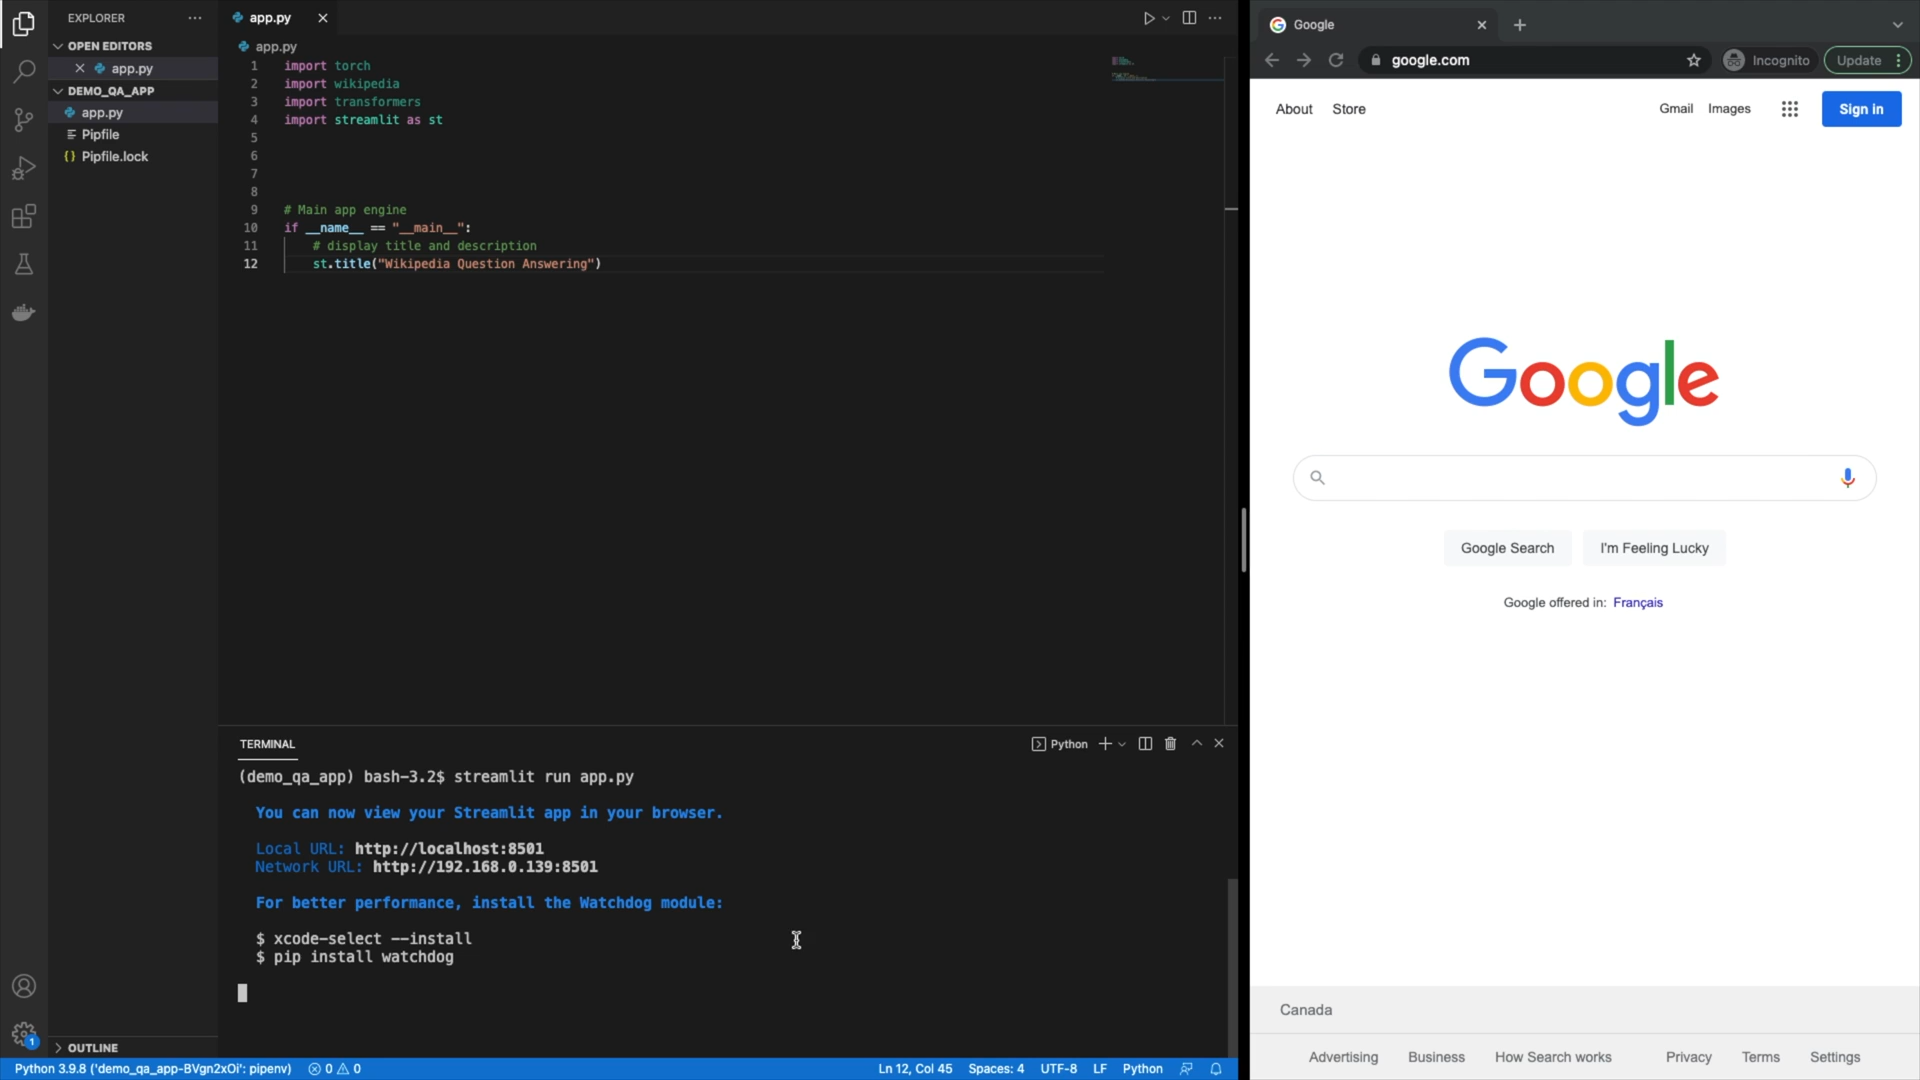 EXPLORER
OPEN EDITORS
app.py
DEMO_QA_APP
app.py
Pipfile
Pipfile.lock
OUTLINE
app.py
app.py
1 import torch
2 import wikipedia
3 import transformers
4 import streamlit as st
5
6
7
8
9 # Main app engine
10 if __name__ == "__main__":
11 # display title and description
12 st.title("Wikipedia Question Answering")
TERMINAL
Python
(demo_qa_app) bash-3.2$ streamlit run app.py
You can now view your Streamlit app in your browser.
Local URL: http://localhost:8501
Network URL: http://192.168.0.139:8501
For better performance, install the Watchdog module:
$ xcode-select --install
$ pip install watchdog
1
Python 3.9.8 ('demo_qa_app-BVgn2xOi': pipenv) 0 0 Ln 12, Col 45 Spaces: 4 UTF-8 LF Python
Google
google.com Incognito Update
About Store Gmail Images Sign in
Google
Google Search I'm Feeling Lucky
Google offered in: Français
Canada
Advertising Business How Search works Privacy Terms Settings